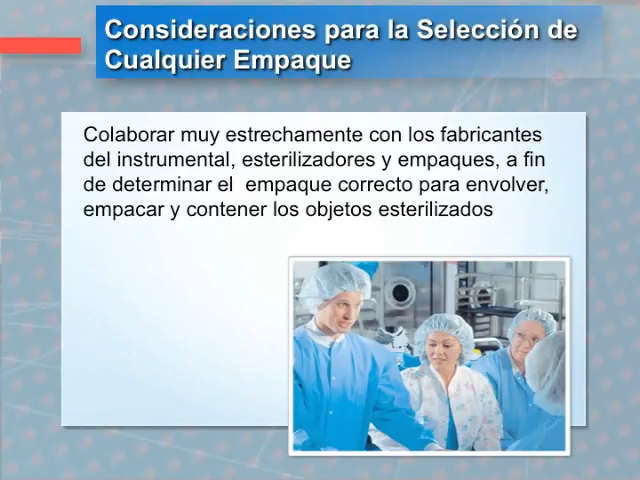 Consideraciones para la Selección de
Cualquier Empaque
Colaborar muy estrechamente con los fabricantes
del instrumental, esterilizadores y empaques, a fin
de determinar el  empaque correcto para envolver,
empacar y contener los objetos esterilizados